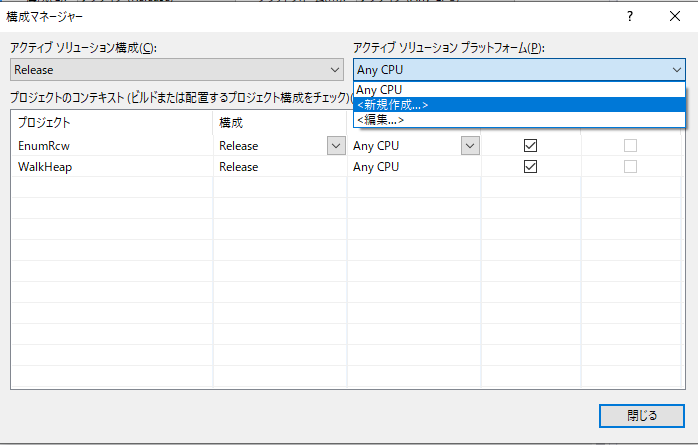 構成マネージャー
?
アクティブ ソリューション構成(C):
アクティブ ソリューション プラットフォーム(P):
Release
Any CPU
Any CPU
<新規作成...>
<編集...>
プロジェクトのコンテキスト (ビルドまたは配置するプロジェクト構成をチェック)(
プロジェクト
構成
EnumRcw
Release
Any CPU
WalkHeap
Release
Any CPU
閉じる